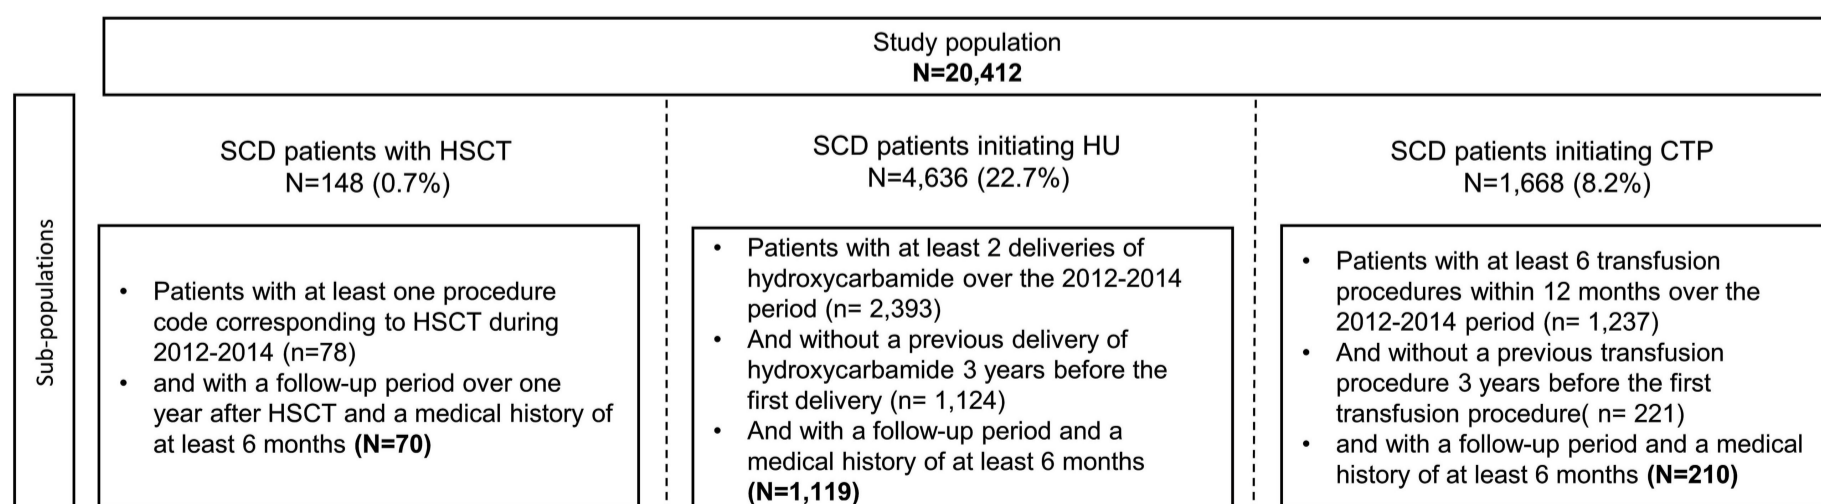 Study population
N=20,412
Sub-populations
SCD patients with HSCT
N=148 (0.7%)
• Patients with at least one procedure
code corresponding to HSCT during
2012-2014 (n=78)
• and with a follow-up period over one
year after HSCT and a medical history of
at least 6 months (N=70)
SCD patients initiating HU
N=4,636 (22.7%)
• Patients with at least 2 deliveries of
hydroxycarbamide over the 2012-2014
period (n= 2,393)
• And without a previous delivery of
hydroxycarbamide 3 years before the
first delivery (n= 1,124)
• And with a follow-up period and a
medical history of at least 6 months
(N=1,119)
SCD patients initiating CTP
N=1,668 (8.2%)
• Patients with at least 6 transfusion
procedures within 12 months over the
2012-2014 period (n= 1,237)
• And without a previous transfusion
procedure 3 years before the first
transfusion procedure( n= 221)
• and with a follow-up period and a medical
history of at least 6 months (N=210)